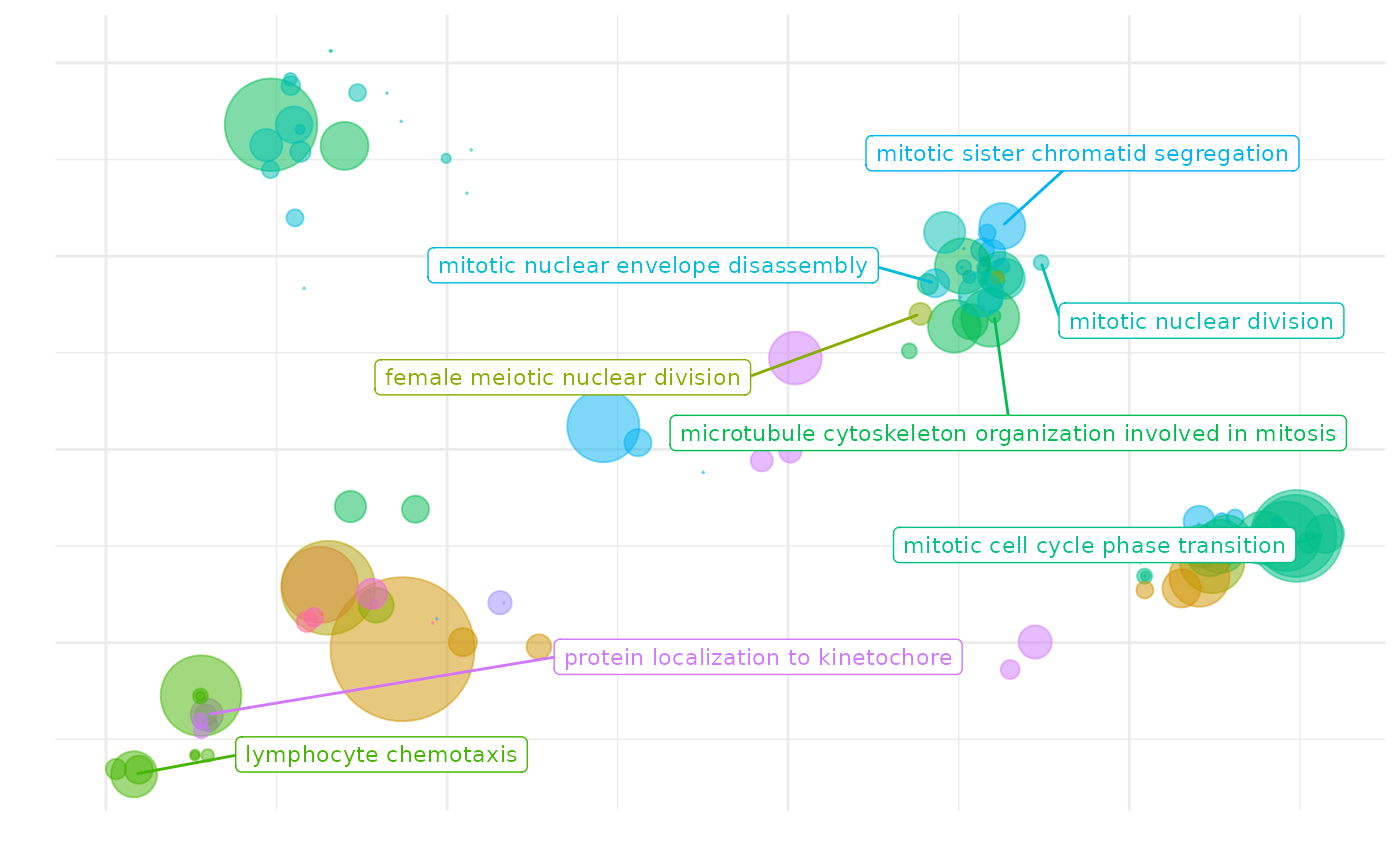 mitotic sister chromatid segregation
mitotic nuclear envelope disassembly
mitotic nuclear division
female meiotic nuclear division
microtubule cytoskeleton organization involved in mitosis
mitotic cell cycle phase transition
protein localization to kinetochore
lymphocyte chemotaxis